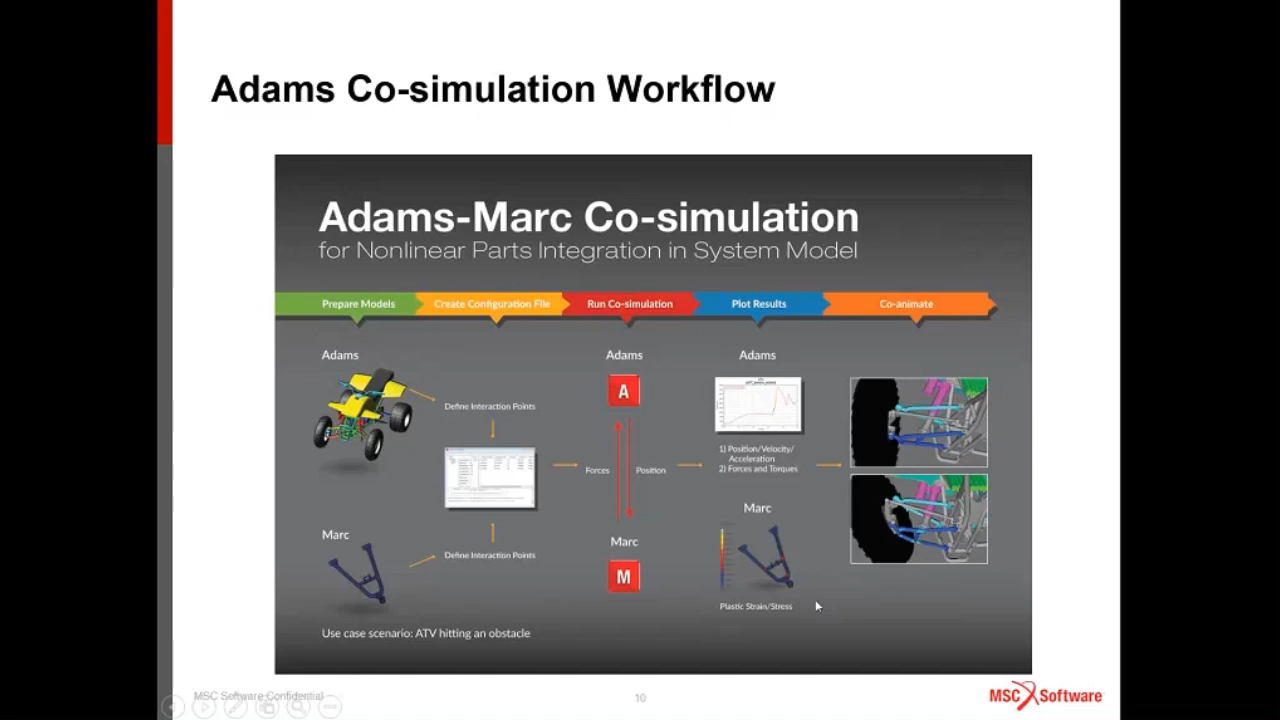 Adams Co-simulation Workflow
Adams-Marc Co-simulation
for Nonlinear Parts Integration in System Model
Prepare Models
Create Configuration File
Run Co-simulation
Plot Results
Co-animate
Adams
Define Interaction Points
Marc
Define Interaction Points
Use case scenario: ATV hitting an obstacle
Adams
A
Forces
Position
Marc
M
Adams
1) Position/Velocity/
Acceleration
2) Forces and Torques
Marc
Plastic Strain/Stress
MSC Software Confidential
10
MSC Software